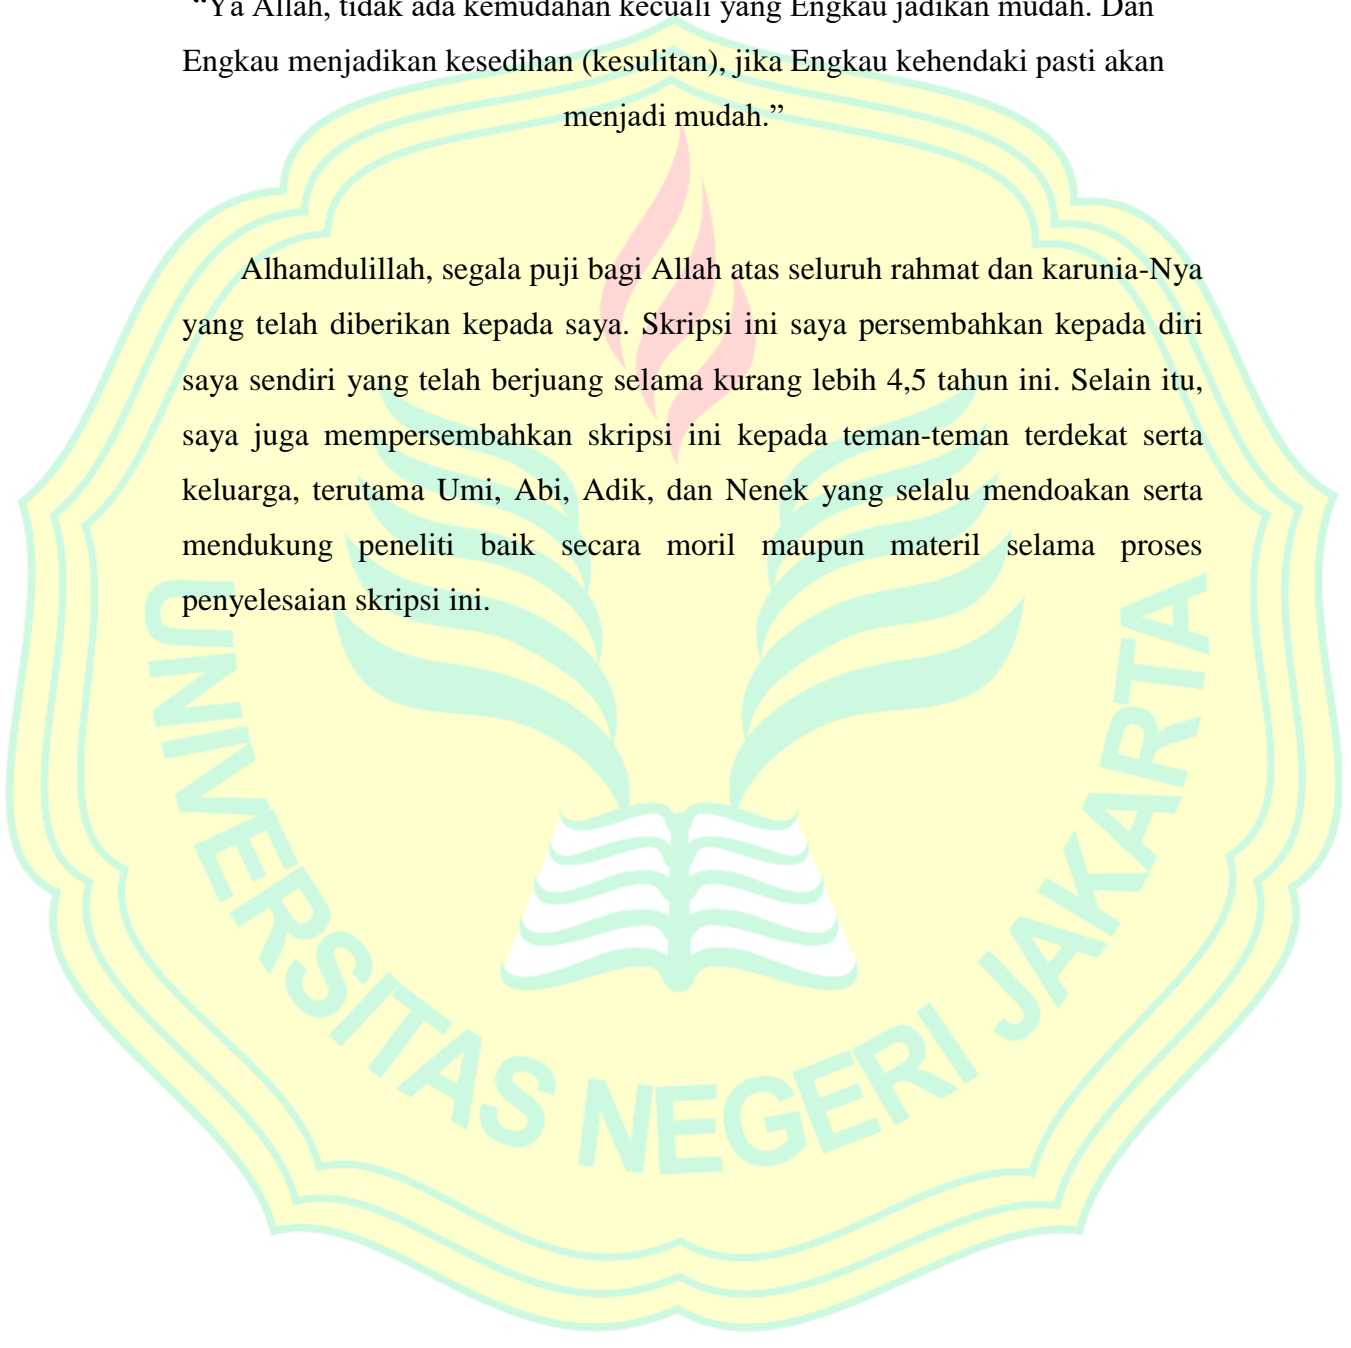 “Ya Allah, tidak ada kemudahan kecuali yang Engkau jadikan mudah. Dan
Engkau menjadikan kesedihan (kesulitan), jika Engkau kehendaki pasti akan
menjadi mudah.”
Alhamdulillah, segala puji bagi Allah atas seluruh rahmat dan karunia-Nya
yang telah diberikan kepada saya. Skripsi ini saya persembahkan kepada diri
saya sendiri yang telah berjuang selama kurang lebih 4,5 tahun ini. Selain itu,
saya juga mempersembahkan skripsi ini kepada teman-teman terdekat serta
keluarga, terutama Umi, Abi, Adik, dan Nenek yang selalu mendoakan serta
mendukung peneliti baik secara moril maupun materil selama proses
penyelesaian skripsi ini.
UNIVERSITAS NEGERI JAKARTA